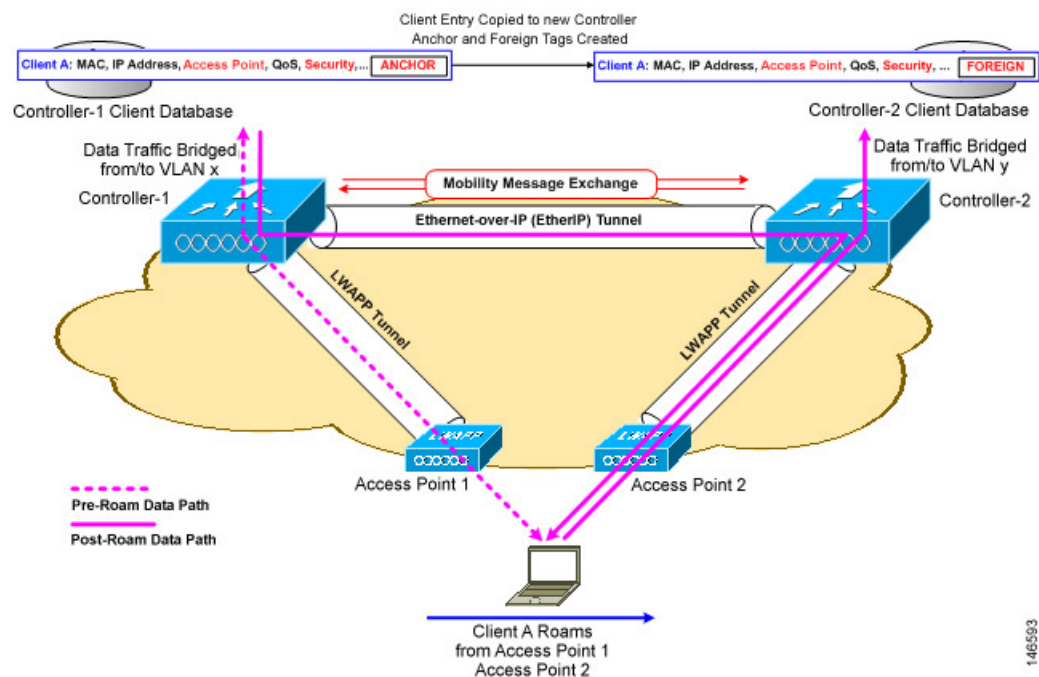 Client Entry Copied to new Controller
Anchor and Foreign Tags Created
Client A: MAC, IP Address, Access Point, QoS, Security,... ANCHOR
Client A: MAC, IP Address, Access Point, QoS, Security, ... FOREIGN
Controller-1 Client Database
Controller-2 Client Database
Data Traffic Bridged
from/to VLAN x
Data Traffic Bridged
from/to VLAN y
Controller-1
Mobility Message Exchange
Controller-2
Ethernet-over-IP (EtherIP) Tunnel
LWAPP Tunnel
LWAPP Tunnel
LWAPP
LWAPP
Access Point 1
Access Point 2
Pre-Roam Data Path
Post-Roam Data Path
Client A Roams
from Access Point 1
Access Point 2
146593